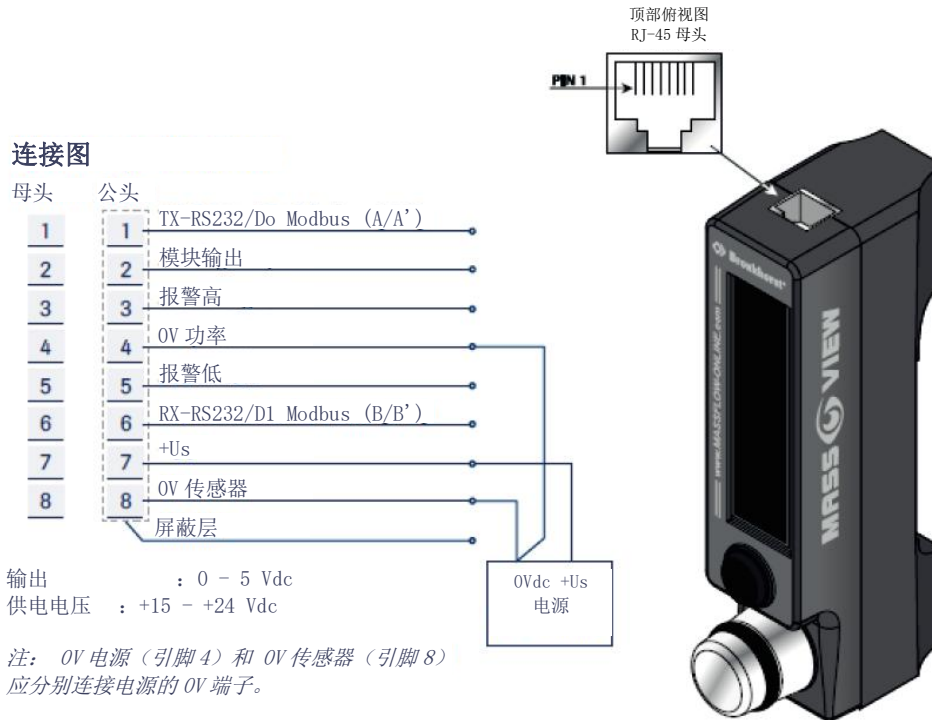 顶部俯视图
RJ-45 母头
PIN 1
连接图
母头 公头
1 1 TX-RS232/Do Modbus (A/A')
2 2 模块输出
3 3 报警高
4 4 0V 功率
5 5 报警低
6 6 RX-RS232/D1 Modbus (B/B')
7 7 +Us
8 8 0V 传感器
屏蔽层
输出 : 0 - 5 Vdc
供电电压 : +15 - +24 Vdc
0Vdc +Us
电源
注: 0V 电源（引脚 4）和 0V 传感器（引脚 8）
应分别连接电源的 0V 端子。
Bronkhorst®
www.MASSFLOW-ONLINE.com
MASS VIEW